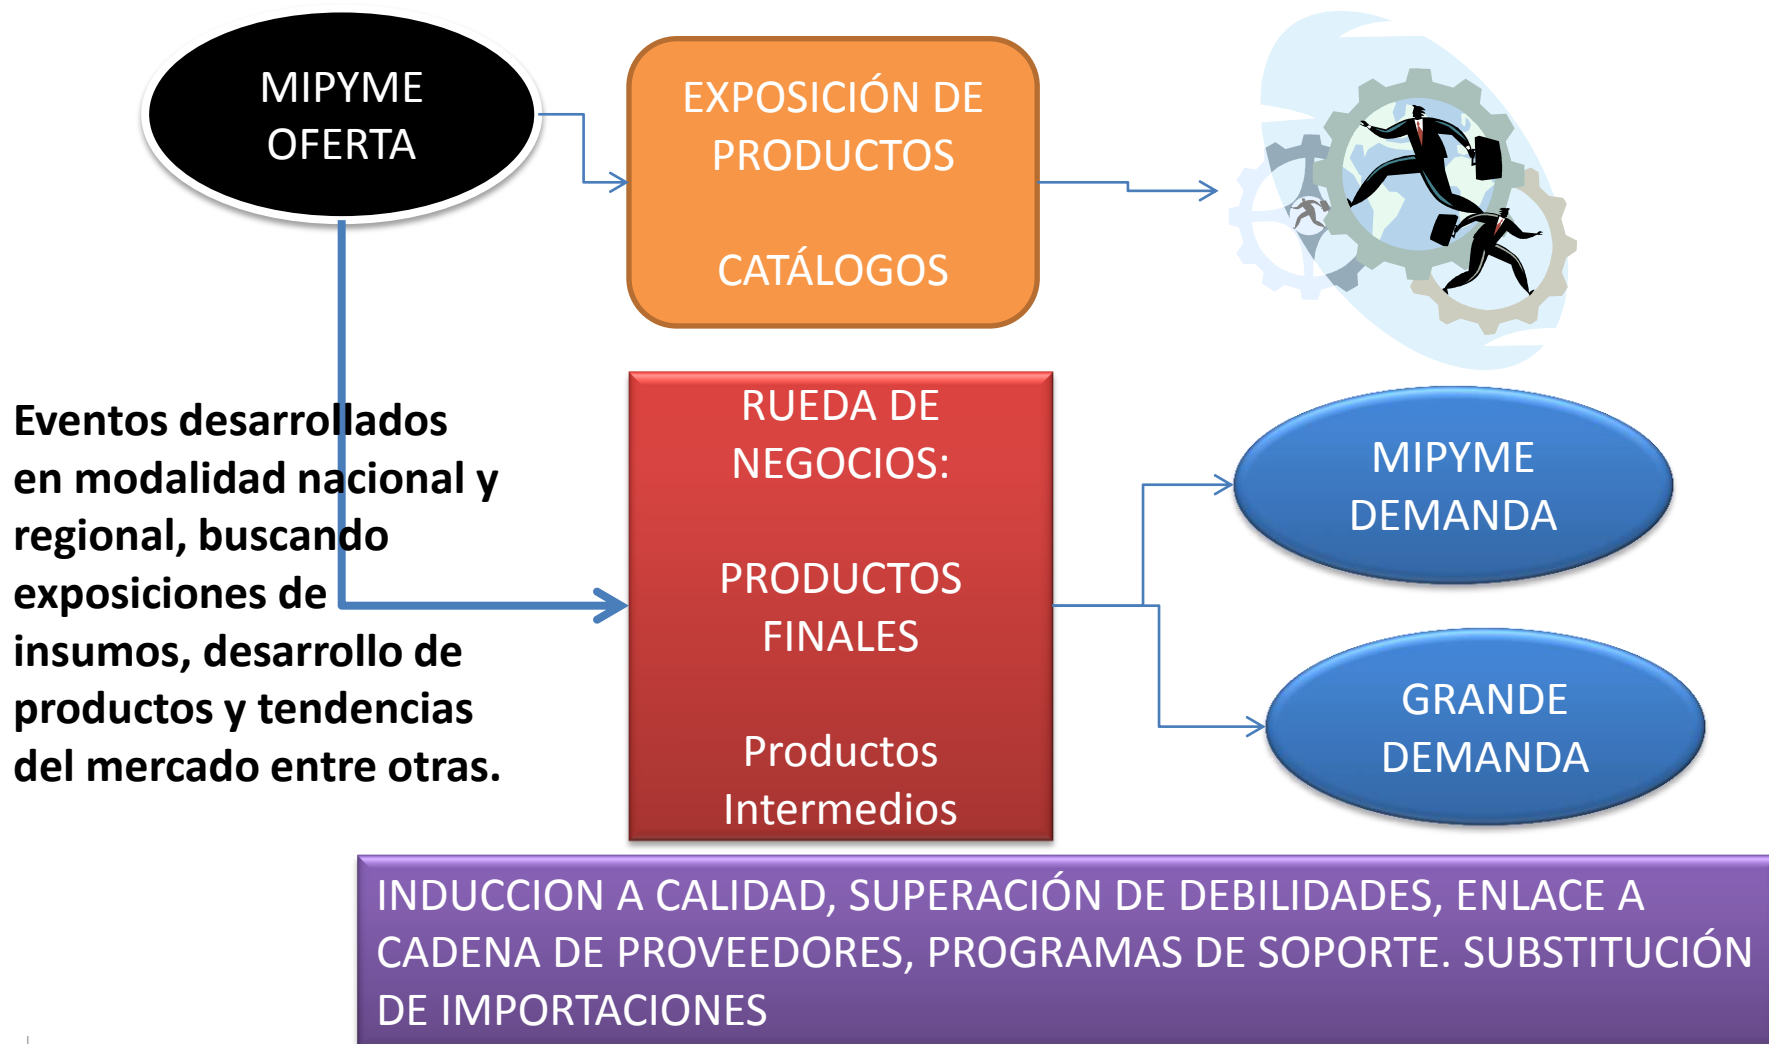 MIPYME
OFERTA
EXPOSICIÓN DE
PRODUCTOS
CATÁLOGOS
Eventos desarrollados
en modalidad nacional y
regional, buscando
exposiciones de
insumos, desarrollo de
productos y tendencias
del mercado entre otras.
RUEDA DE
NEGOCIOS:
PRODUCTOS
FINALES
Productos
Intermedios
MIPYME
DEMANDA
GRANDE
DEMANDA
INDUCCION A CALIDAD, SUPERACIÓN DE DEBILIDADES, ENLACE A
CADENA DE PROVEEDORES, PROGRAMAS DE SOPORTE. SUBSTITUCIÓN
DE IMPORTACIONES